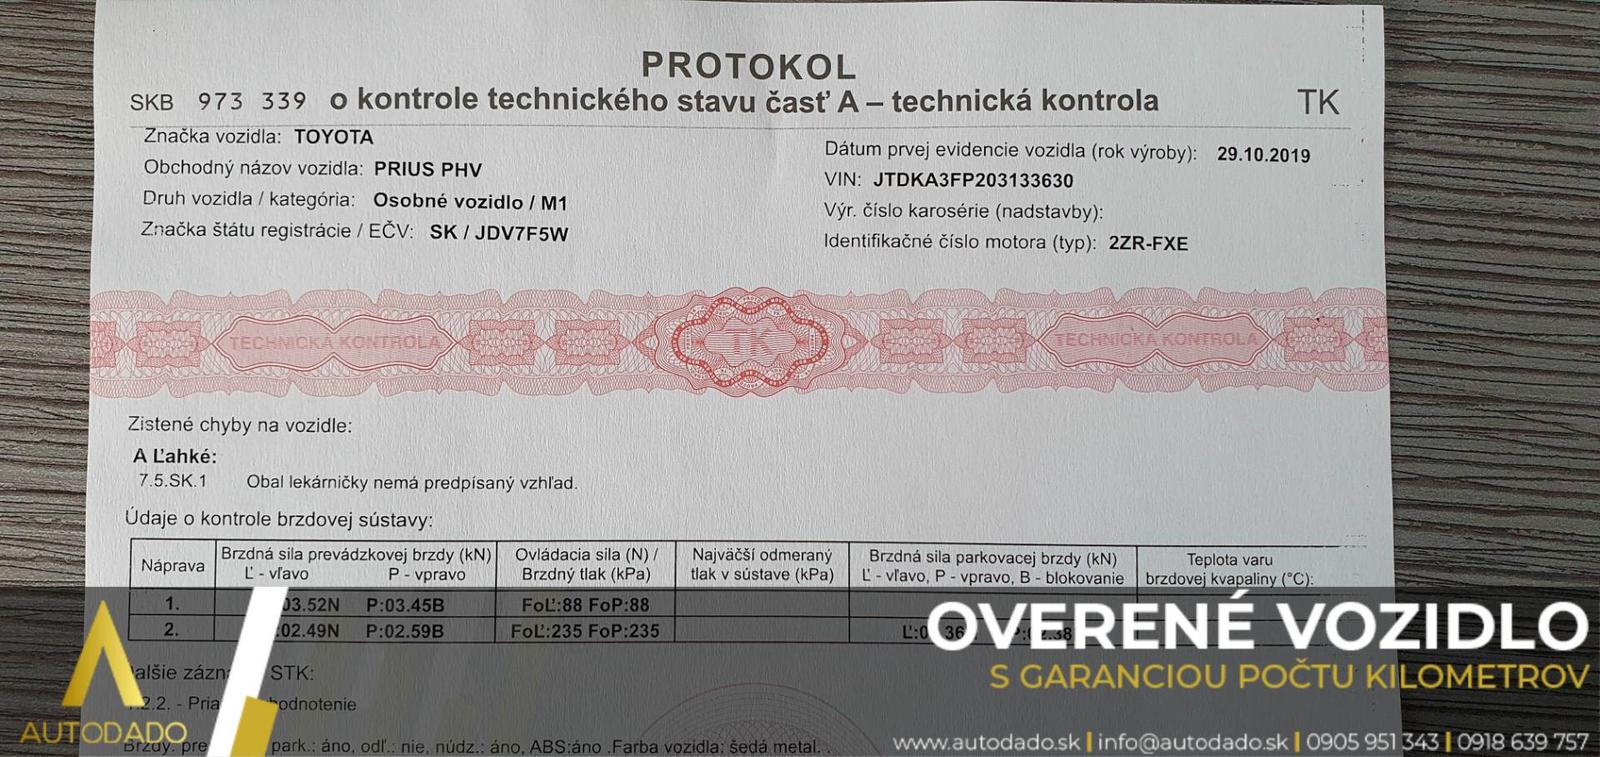 PROTOKOL
SKB 973 339 o kontrole technického stavu časť A – technická kontrola TK
Značka vozidla: TOYOTA
Obchodný názov vozidla: PRIUS PHV
Druh vozidla / kategória: Osobné vozidlo / M1
Značka štátu registrácie / EČV: SK / JDV7F5W
Dátum prvej evidencie vozidla (rok výroby): 29.10.2019
VIN: JTDKA3FP203133630
Výr. číslo karosérie (nadstavby):
Identifikačné číslo motora (typ): 2ZR-FXE
TECHNICKÁ KONTROLA TK TECHNICKÁ KONTROLA
Zistené chyby na vozidle:
A Ľahké:
7.5.SK.1 Obal lekárničky nemá predpísaný vzhľad.
Údaje o kontrole brzdovej sústavy:
Náprava
Brzdná sila prevádzkovej brzdy (kN)
Ľ - vľavo P - vpravo
Ovládacia sila (N) /
Brzdný tlak (kPa)
Najväčší odmeraný
tlak v sústave (kPa)
Brzdná sila parkovacej brzdy (kN)
Ľ - vľavo, P - vpravo, B - blokovanie
Teplota varu
brzdovej kvapaliny (°C):
1. 03.52N P:03.45B FoĽ:88 FoP:88
2. :02.49N P:02.59B FoĽ:235 FoP:235
STK:
park.: áno, odľ.: nie, núdz.: áno, ABS:áno .Farba vozidla: šedá metal.
AUTODADO
OVERENÉ VOZIDLO
S GARANCIOU POČTU KILOMETROV
www.autodado.sk | info@autodado.sk | 0905 951 343 | 0918 639 757